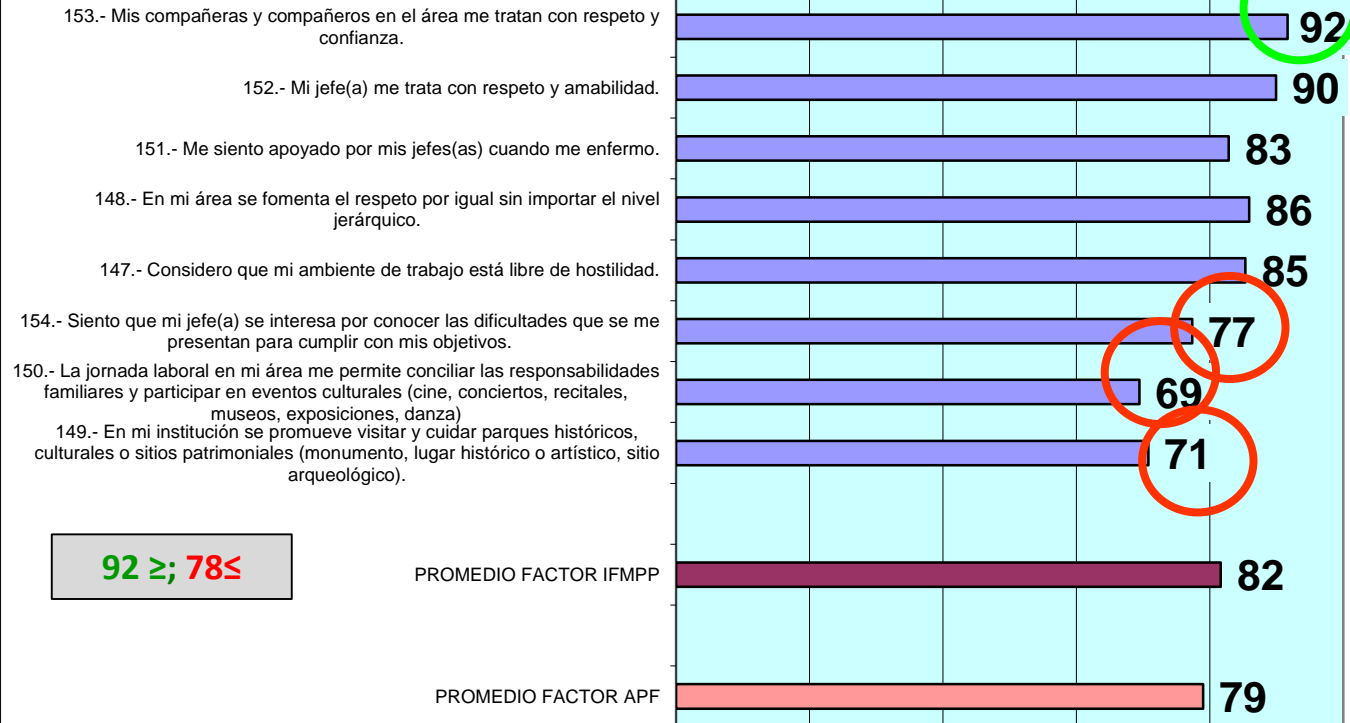 153.- Mis compañeras y compañeros en el área me tratan con respeto y
confianza.
92
152.- Mi jefe(a) me trata con respeto y amabilidad.
90
151.- Me siento apoyado por mis jefes(as) cuando me enfermo.
83
148.- En mi área se fomenta el respeto por igual sin importar el nivel
jerárquico.
86
147.- Considero que mi ambiente de trabajo está libre de hostilidad.
85
154.- Siento que mi jefe(a) se interesa por conocer las dificultades que se me
presentan para cumplir con mis objetivos.
77
150.- La jornada laboral en mi área me permite conciliar las responsabilidades
familiares y participar en eventos culturales (cine, conciertos, recitales,
museos, exposiciones, danza)
69
149.- En mi institución se promueve visitar y cuidar parques históricos,
culturales o sitios patrimoniales (monumento, lugar histórico o artístico, sitio
arqueológico).
71
92 ≥; 78≤
PROMEDIO FACTOR IFMPP
82
PROMEDIO FACTOR APF
79